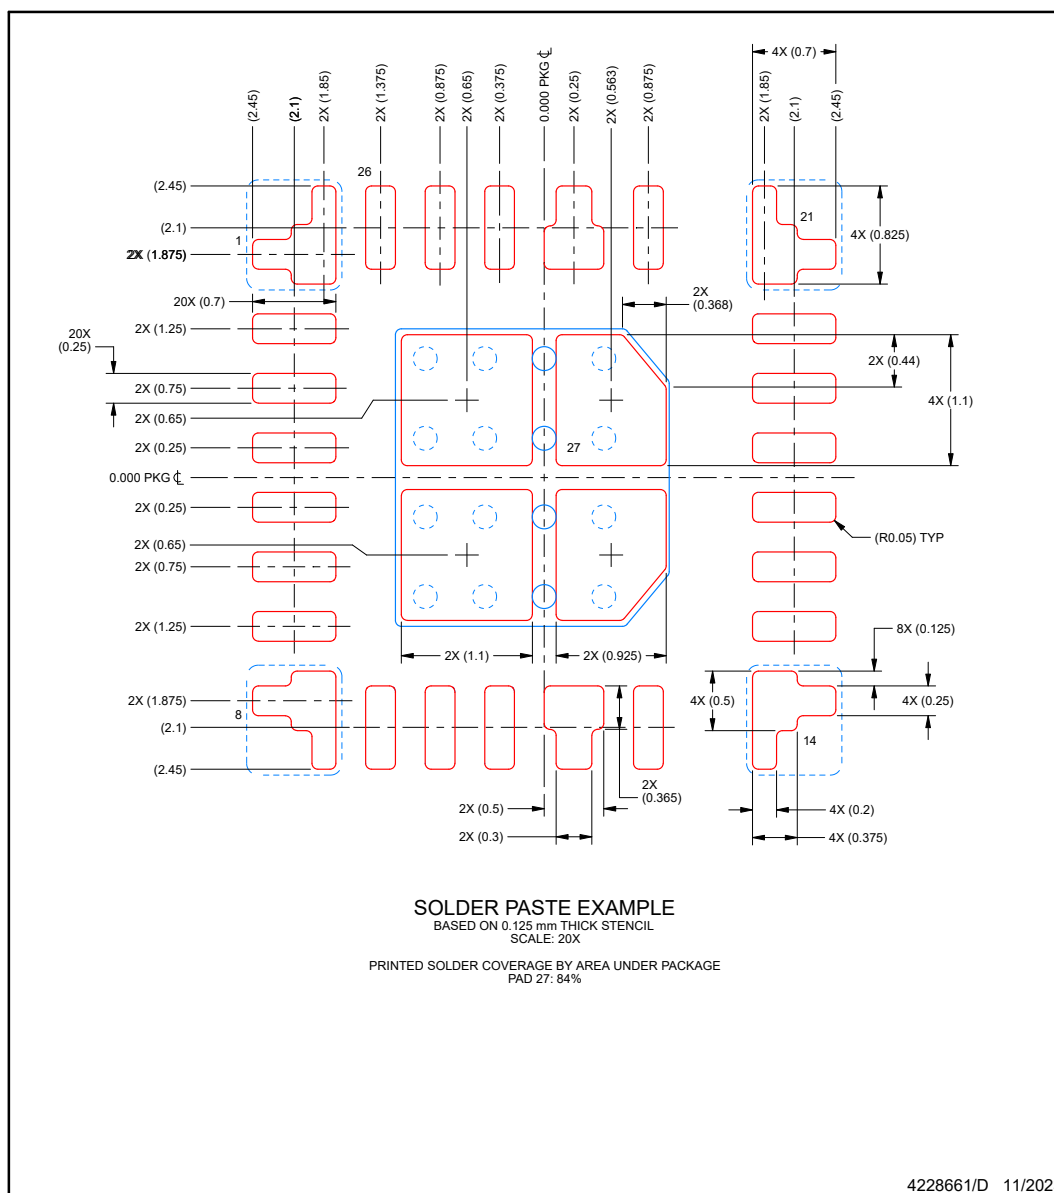 4X (0.7)
(2.45)
(2.1)
2X (1.85)
2X (1.375)
2X (0.875)
2X (0.65)
2X (0.375)
0.000 PKG ℄
2X (0.25)
2X (0.563)
2X (0.875)
2X (1.85)
(2.1)
(2.45)
26
(2.45)
21
(2.1)
1
4X (0.825)
2X (1.875)
20X (0.7)
2X
(0.368)
2X (1.25)
20X
(0.25)
2X (0.44)
2X (0.75)
4X (1.1)
2X (0.65)
2X (0.25)
27
0.000 PKG ℄
2X (0.25)
(R0.05) TYP
2X (0.65)
2X (0.75)
2X (1.25)
8X (0.125)
2X (1.1)
2X (0.925)
2X (1.875)
4X (0.5)
4X (0.25)
8
(2.1)
14
(2.45)
2X
(0.365)
2X (0.5)
4X (0.2)
2X (0.3)
4X (0.375)
SOLDER PASTE EXAMPLE
BASED ON 0.125 mm THICK STENCIL
SCALE: 20X
PRINTED SOLDER COVERAGE BY AREA UNDER PACKAGE
PAD 27: 84%
4228661/D 11/202